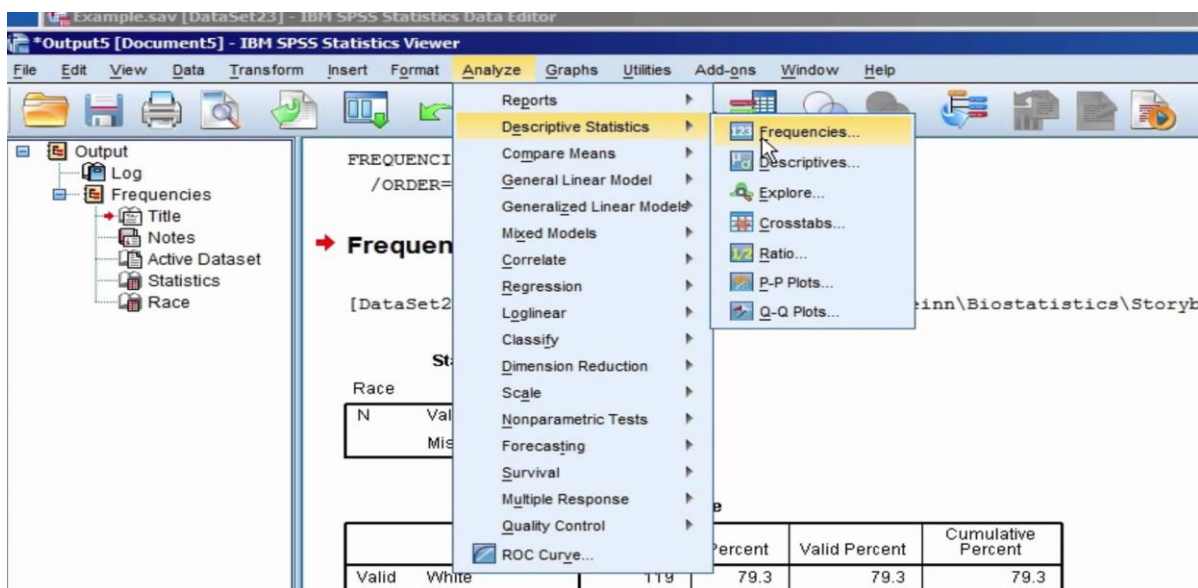 Example.sav [DataSet23] - IBM SPSS Statistics Data Editor
*Output5 [Document5] - IBM SPSS Statistics Viewer
File Edit View Data Transform Insert Format Analyze Graphs Utilities Add-ons Window Help
Output
Log
Frequencies
Title
Notes
Active Dataset
Statistics
Race
FREQUENCI
/ORDER=
Frequen
[DataSet2
einn\Biostatistics\Storyb
Sta
Race
N Val
Mis
Percent Valid Percent Cumulative Percent
Valid White 119 79.3 79.3 79.3
Reports
Descriptive Statistics
Compare Means
General Linear Model
Generalized Linear Models
Mixed Models
Correlate
Regression
Loglinear
Classify
Dimension Reduction
Scale
Nonparametric Tests
Forecasting
Survival
Multiple Response
Quality Control
ROC Curve...
123 Frequencies...
Descriptives...
Explore...
Crosstabs...
1/2 Ratio...
P-P Plots...
Q-Q Plots...